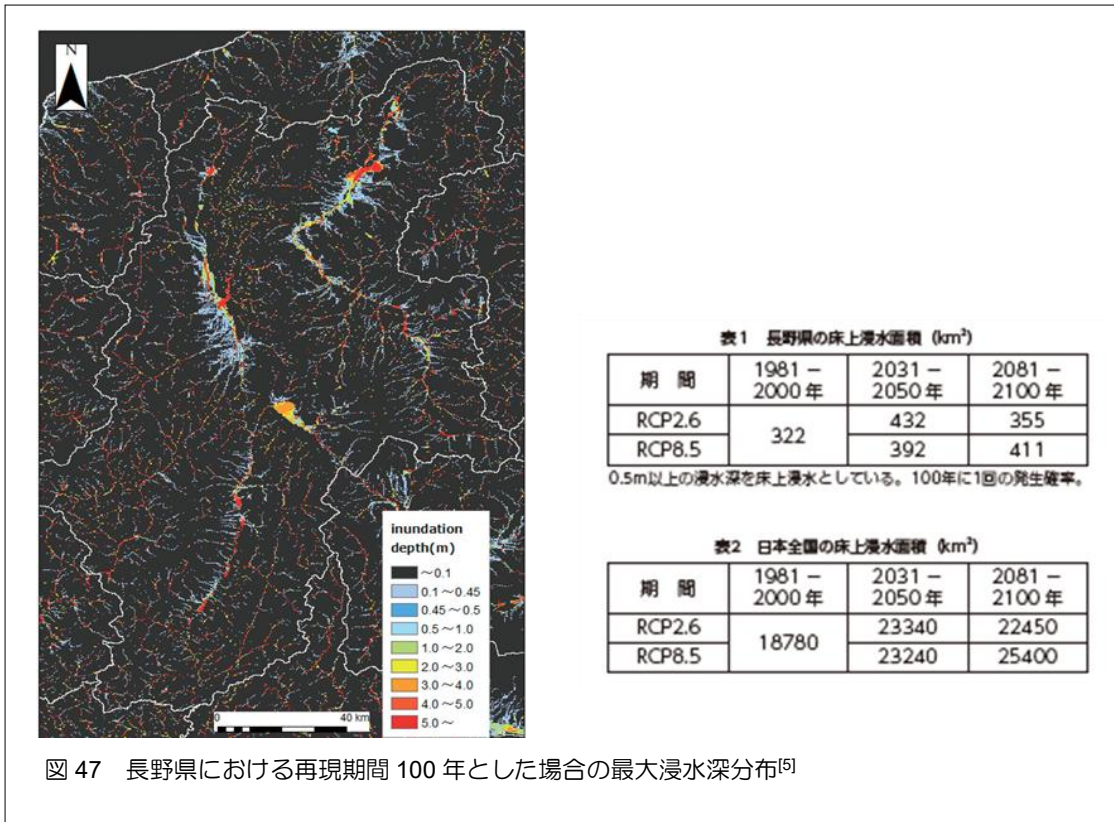 N
inundation
depth(m)
～0.1
0.1～0.45
0.45～0.5
0.5～1.0
1.0～2.0
2.0～3.0
3.0～4.0
4.0～5.0
5.0～
0 40 km
表1 長野県の床上浸水面積（km²）
期 間 1981－2000年 2031－2050年 2081－2100年
RCP2.6 322 432 355
RCP8.5 392 411
0.5m以上の浸水深を床上浸水としている。100年に1回の発生確率。
表2 日本全国の床上浸水面積（km²）
期 間 1981－2000年 2031－2050年 2081－2100年
RCP2.6 18780 23340 22450
RCP8.5 23240 25400
図 47 長野県における再現期間 100 年とした場合の最大浸水深分布[5]